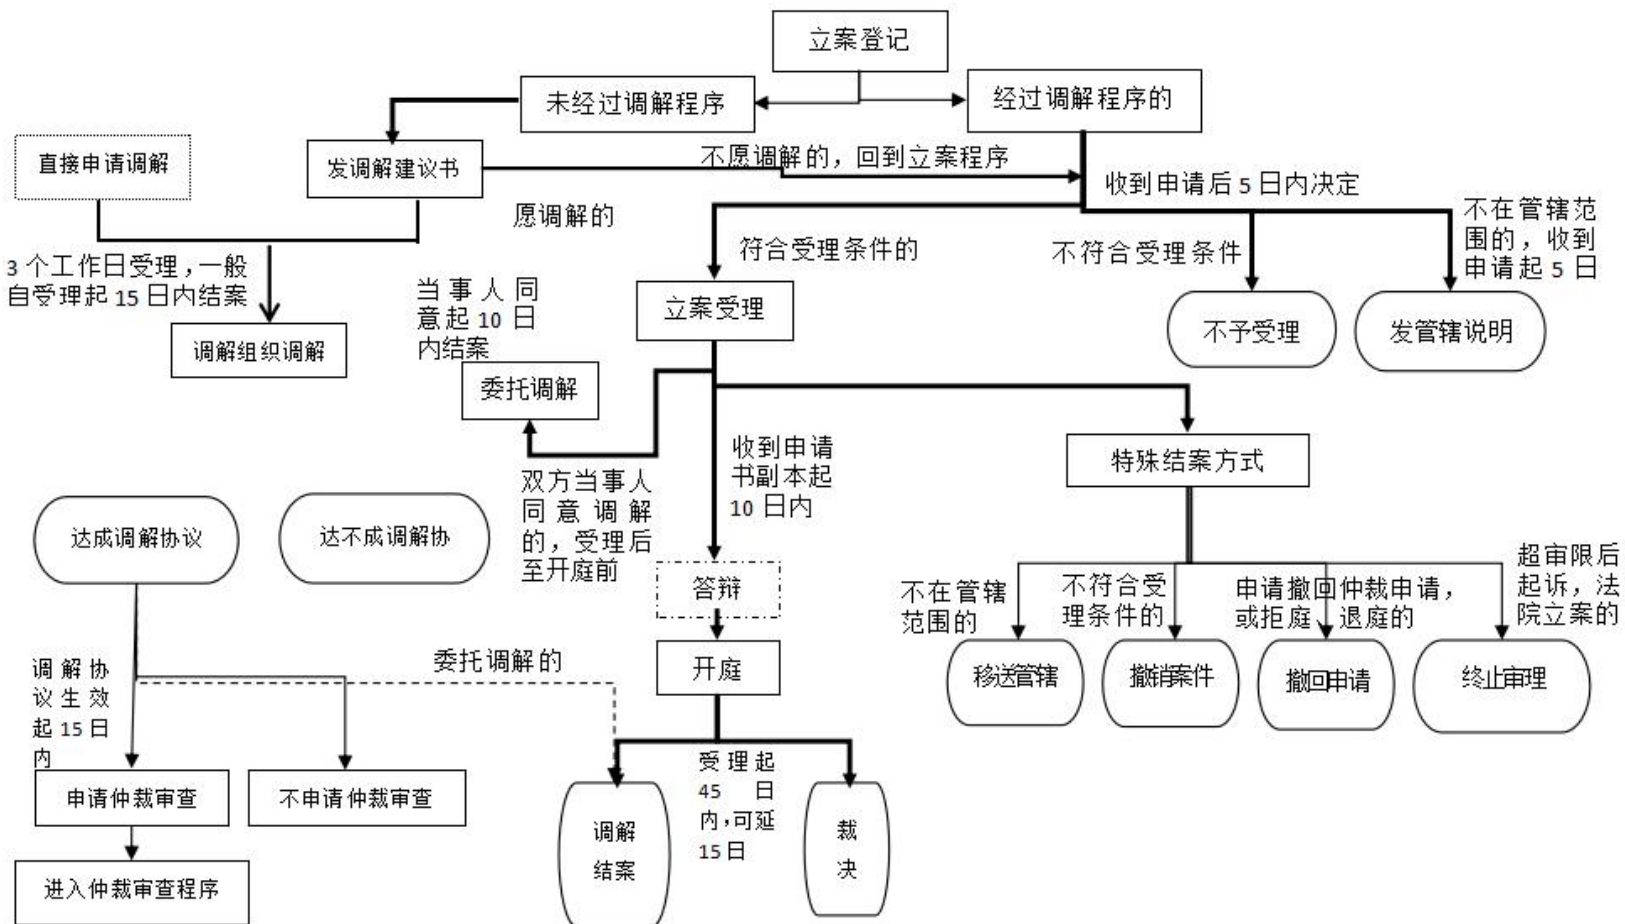 立案登记
未经过调解程序
经过调解程序的
直接申请调解
发调解建议书
不愿调解的，回到立案程序
收到申请后 5 日内决定
愿调解的
不在管辖范
围的，收到
申请起 5 日
符合受理条件的
不符合受理条件
3 个工作日受理，一般
自受理起 15 日内结案
当事人同
意起 10 日
内结案
立案受理
不予受理
发管辖说明
调解组织调解
委托调解
收到申请
书副本起
10 日内
特殊结案方式
双方当事人
同意调解
的，受理后
至开庭前
达成调解协议
达不成调解协
答辩
不在管辖
范围的
不符合受
理条件的
申请撤回仲裁申请，
或拒庭、退庭的
超审限后
起诉，法
院立案的
调解协
议生效
起 15 日
内
委托调解的
开庭
移送管辖
撤销案件
撤回申请
终止审理
受理起
45 日
内，可延
15 日
申请仲裁审查
不申请仲裁审查
调解
结案
裁
决
进入仲裁审查程序